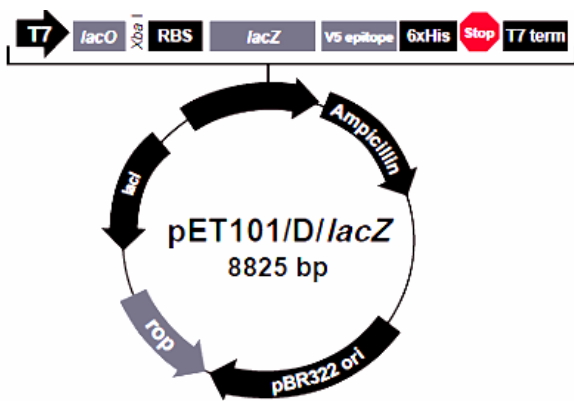 T7 lacO Xba I RBS lacZ V5 epitope 6xHis Stop T7 term
Ampicillin
lacI
pET101/D/lacZ
8825 bp
rop
pBR322 ori